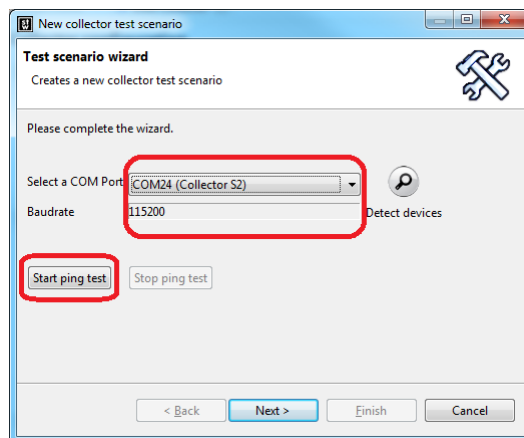 New collector test scenario
Test scenario wizard
Creates a new collector test scenario
Please complete the wizard.
Select a COM Port COM24 (Collector S2)
Baudrate 115200 Detect devices
Start ping test Stop ping test
< Back Next > Finish Cancel